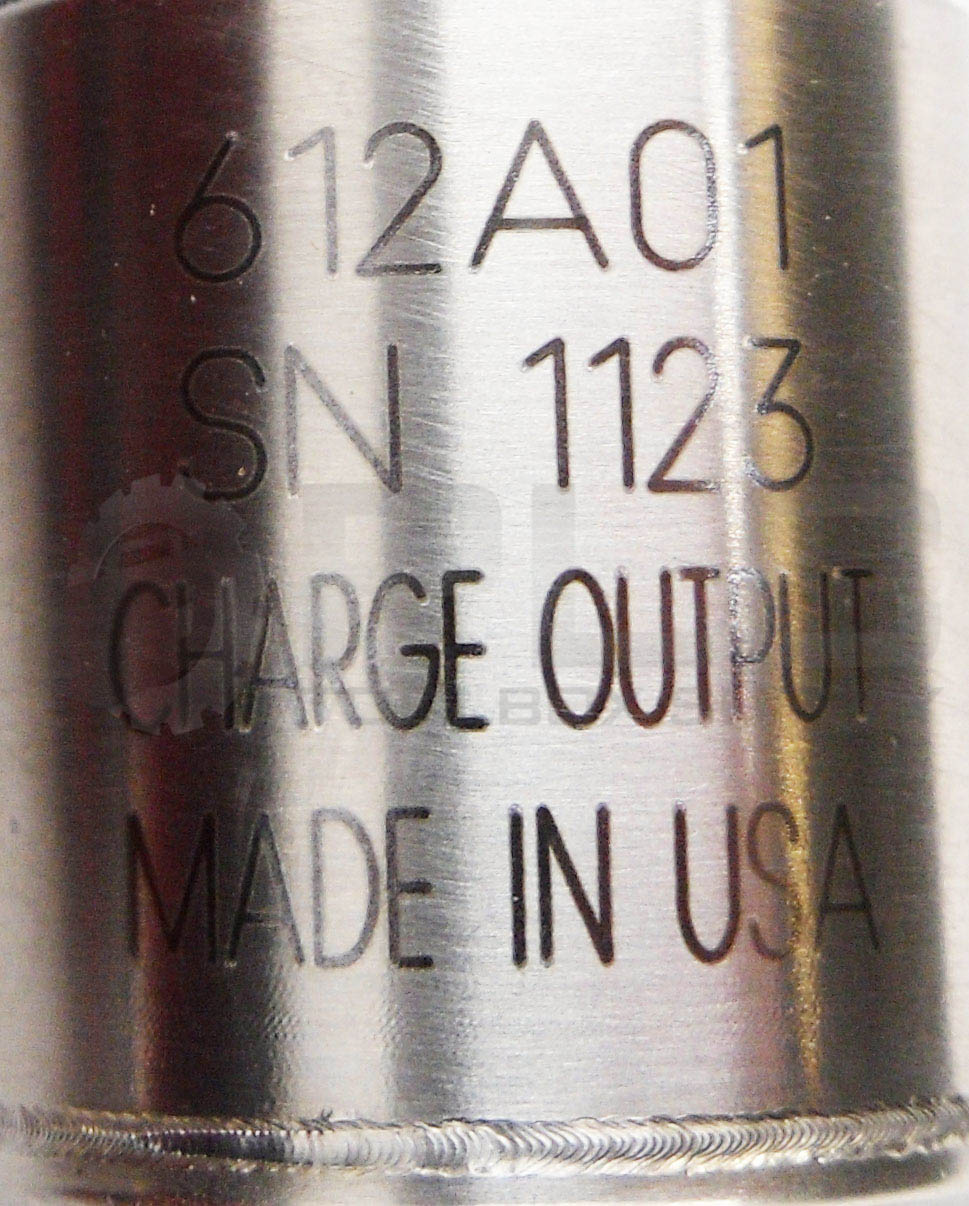 612A01
SN 1123
CHARGE OUTPUT
MADE IN USA